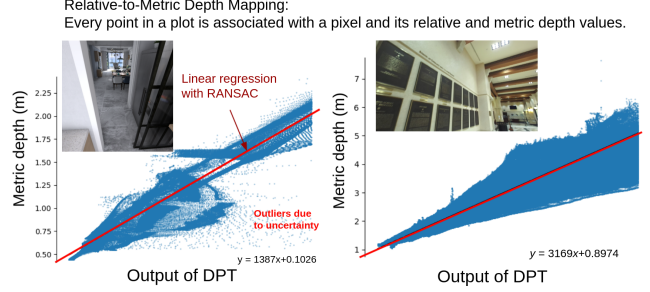 Relative-to-Metric Depth Mapping:
Every point in a plot is associated with a pixel and its relative and metric depth values.
Linear regression
with RANSAC
Metric depth (m)
2.25
2.00
1.75
1.50
1.25
1.00
0.75
0.50
Outliers due
to uncertainty
y = 1387x+0.1026
Output of DPT
Metric depth (m)
7
6
5
4
3
2
1
y = 3169x+0.8974
Output of DPT